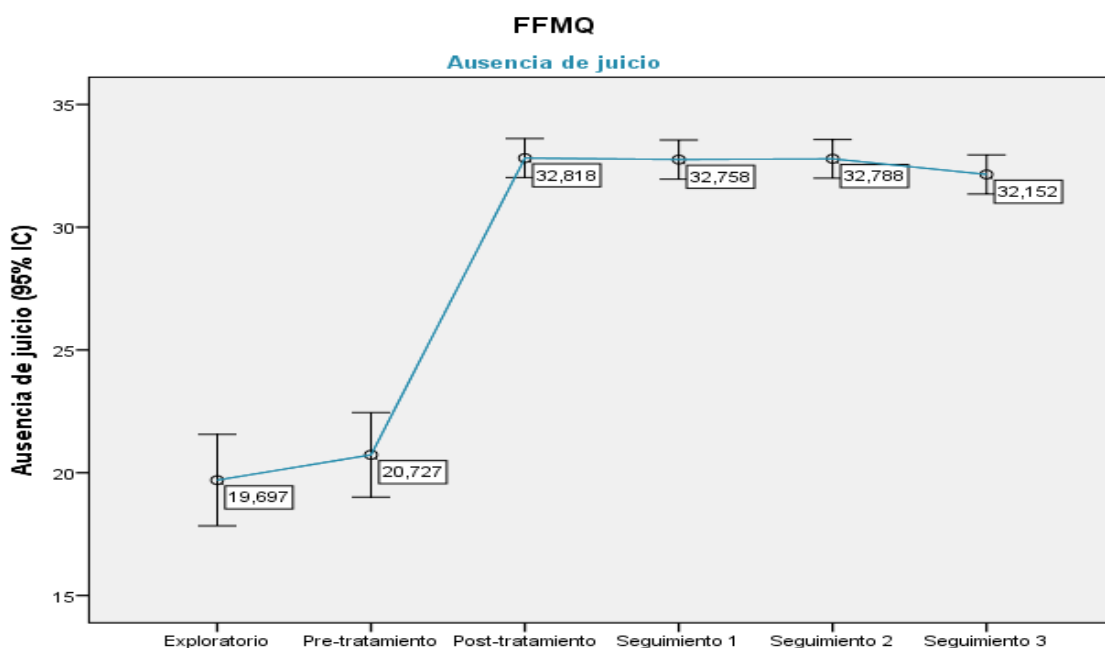 FFMQ
Ausencia de juicio
Ausencia de juicio (95% IC)
35
30
25
20
15
19,697
20,727
32,818
32,758
32,788
32,152
Exploratorio
Pre-tratamiento
Post-tratamiento
Seguimiento 1
Seguimiento 2
Seguimiento 3